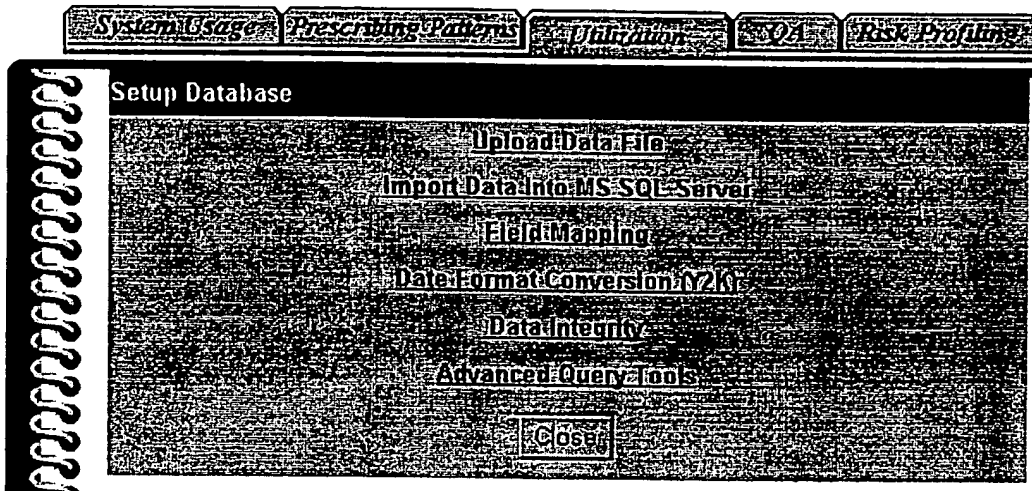 System Usage Prescribing Patterns Utilization QA Risk Profiling
Setup Database
Upload Data File
Import Data Into MS SQL Server
Field Mapping
Date Format Conversion (Y2K)
Data Integrity
Advanced Query Tools
Close